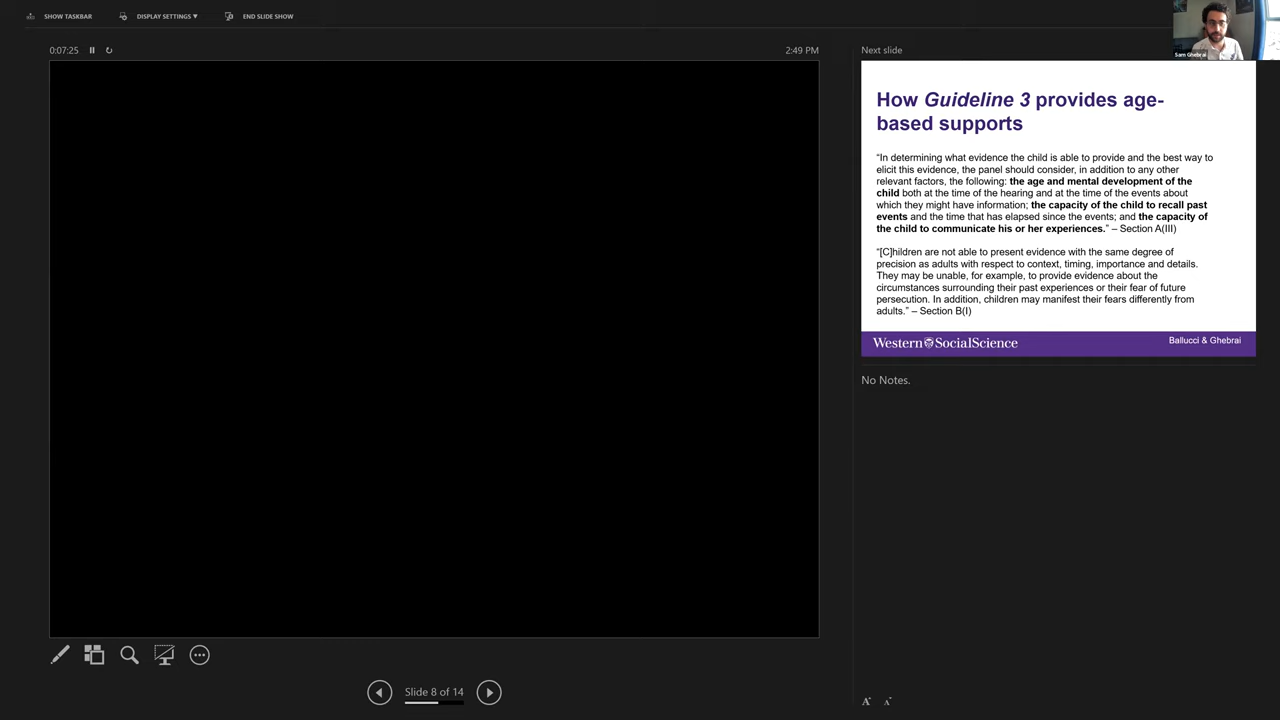 SHOW TASKBAR
DISPLAY SETTINGS ▼
END SLIDE SHOW
Sam Ghebrai
0:07:25
2:49 PM
Next slide
How Guideline 3 provides age-
based supports
“In determining what evidence the child is able to provide and the best way to
elicit this evidence, the panel should consider, in addition to any other
relevant factors, the following: the age and mental development of the
child both at the time of the hearing and at the time of the events about
which they might have information; the capacity of the child to recall past
events and the time that has elapsed since the events; and the capacity of
the child to communicate his or her experiences.” – Section A(III)
“[C]hildren are not able to present evidence with the same degree of
precision as adults with respect to context, timing, importance and details.
They may be unable, for example, to provide evidence about the
circumstances surrounding their past experiences or their fear of future
persecution. In addition, children may manifest their fears differently from
adults.” – Section B(I)
Western SocialScience
Ballucci & Ghebrai
No Notes.
Slide 8 of 14
A A